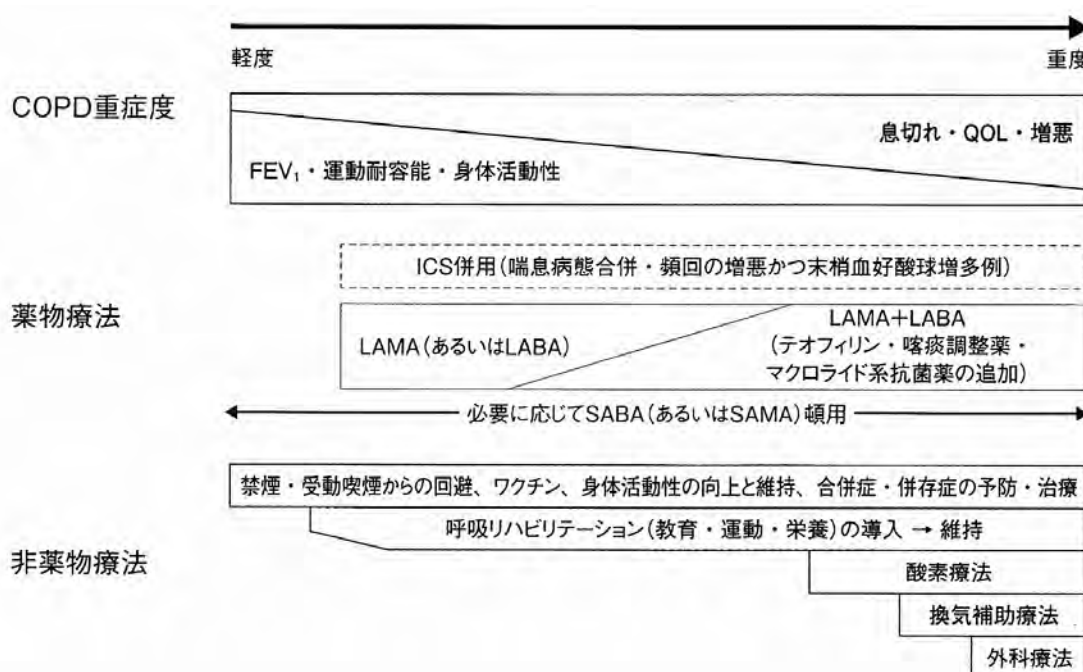 軽度
重度
COPD重症度
息切れ・QOL・増悪
FEV₁・運動耐容能・身体活動性
ICS併用(喘息病態合併・頻回の増悪かつ末梢血好酸球増多例)
薬物療法
LAMA(あるいはLABA)
LAMA+LABA
(テオフィリン・喀痰調整薬・
マクロライド系抗菌薬の追加)
必要に応じてSABA(あるいはSAMA)頓用
禁煙・受動喫煙からの回避、ワクチン、身体活動性の向上と維持、合併症・併存症の予防・治療
呼吸リハビリテーション(教育・運動・栄養)の導入 → 維持
非薬物療法
酸素療法
換気補助療法
外科療法